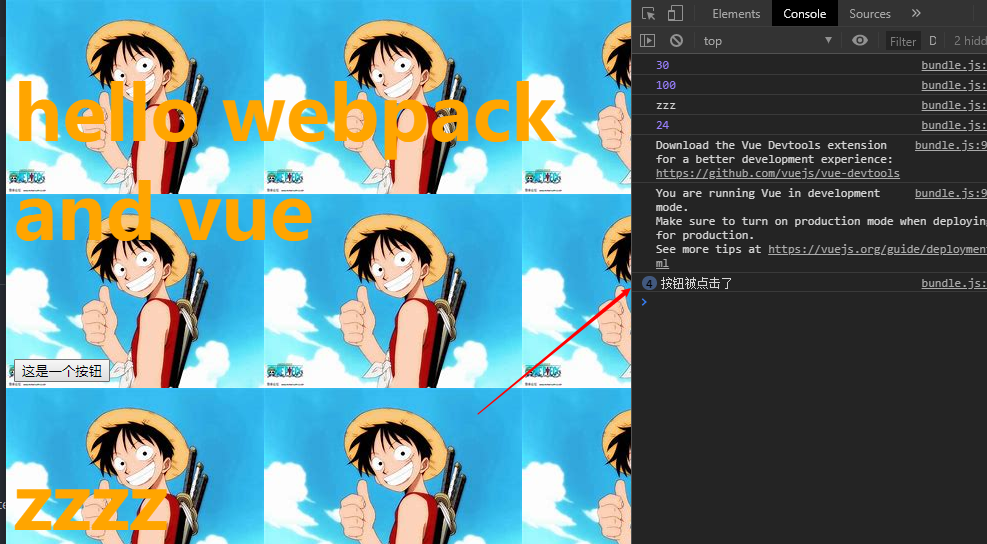 hello webpack
and vue
这是一个按钮
zzzz
Elements Console Sources »
top Filter D 2 hidd
30 bundle.js:
100 bundle.js:
zzz bundle.js:
24 bundle.js:
Download the Vue Devtools extension bundle.js:9
for a better development experience:
https://github.com/vuejs/vue-devtools
You are running Vue in development bundle.js:9
mode.
Make sure to turn on production mode when deploying
for production.
See more tips at https://vuejs.org/guide/deployment
ml
4 按钮被点击了 bundle.js: